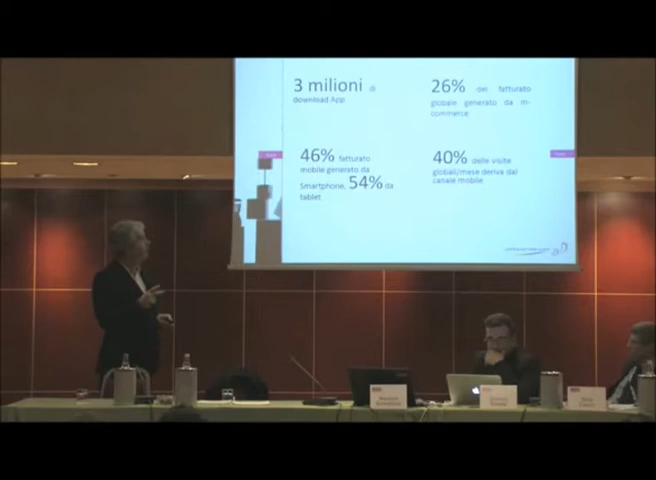 3 milioni di
download App
26% del fatturato
globale generato da m-
commerce
46% fatturato
mobile generato da
Smartphone, 54% da
tablet
40% delle visite
globali/mese deriva dal
canale mobile